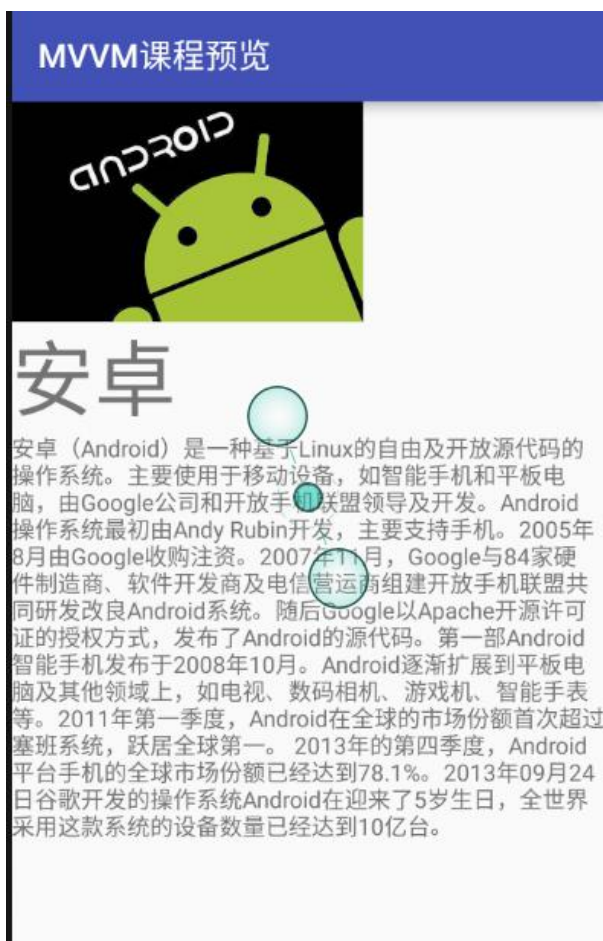 MVVM课程预览
ANDROID
安卓
安卓（Android）是一种基于Linux的自由及开放源代码的
操作系统。主要使用于移动设备，如智能手机和平板电
脑，由Google公司和开放手机联盟领导及开发。Android
操作系统最初由Andy Rubin开发，主要支持手机。2005年
8月由Google收购注资。2007年11月，Google与84家硬
件制造商、软件开发商及电信营运商组建开放手机联盟共
同研发改良Android系统。随后Google以Apache开源许可
证的授权方式，发布了Android的源代码。第一部Android
智能手机发布于2008年10月。Android逐渐扩展到平板电
脑及其他领域上，如电视、数码相机、游戏机、智能手表
等。2011年第一季度，Android在全球的市场份额首次超过
塞班系统，跃居全球第一。 2013年的第四季度，Android
平台手机的全球市场份额已经达到78.1%。2013年09月24
日谷歌开发的操作系统Android在迎来了5岁生日，全世界
采用这款系统的设备数量已经达到10亿台。